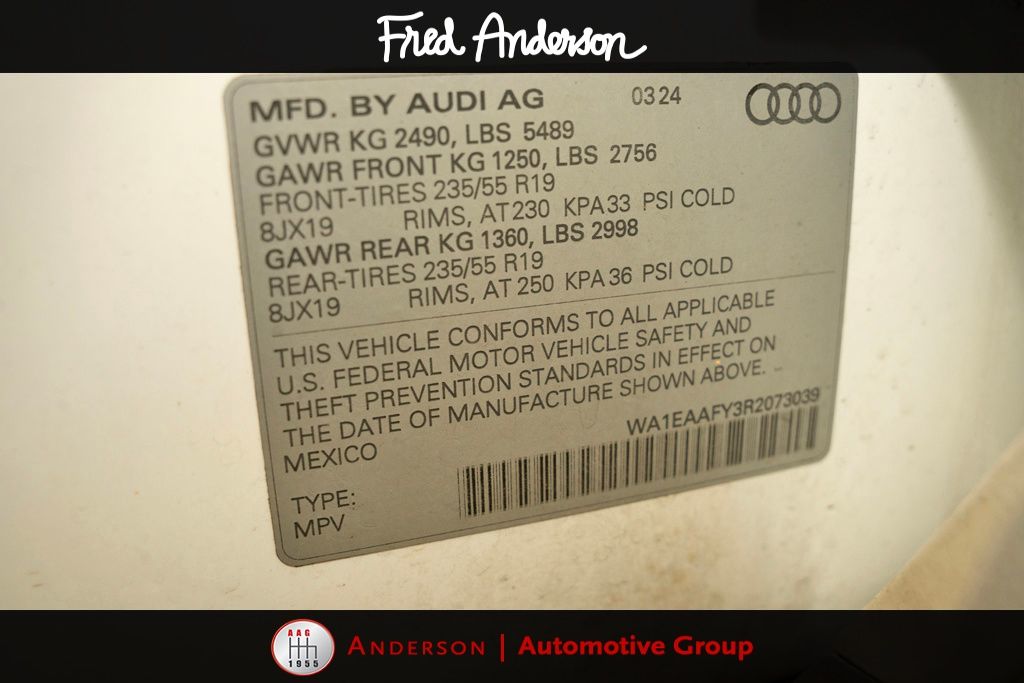 Fred Anderson
MFD. BY AUDI AG 03 24
GVWR KG 2490, LBS 5489
GAWR FRONT KG 1250, LBS 2756
FRONT-TIRES 235/55 R19
8JX19 RIMS, AT 230 KPA 33 PSI COLD
GAWR REAR KG 1360, LBS 2998
REAR-TIRES 235/55 R19
8JX19 RIMS, AT 250 KPA 36 PSI COLD
THIS VEHICLE CONFORMS TO ALL APPLICABLE
U.S. FEDERAL MOTOR VEHICLE SAFETY AND
THEFT PREVENTION STANDARDS IN EFFECT ON
THE DATE OF MANUFACTURE SHOWN ABOVE.
MEXICO WA1EAAFY3R2073039
TYPE:
MPV
AAG
1955
ANDERSON | Automotive Group